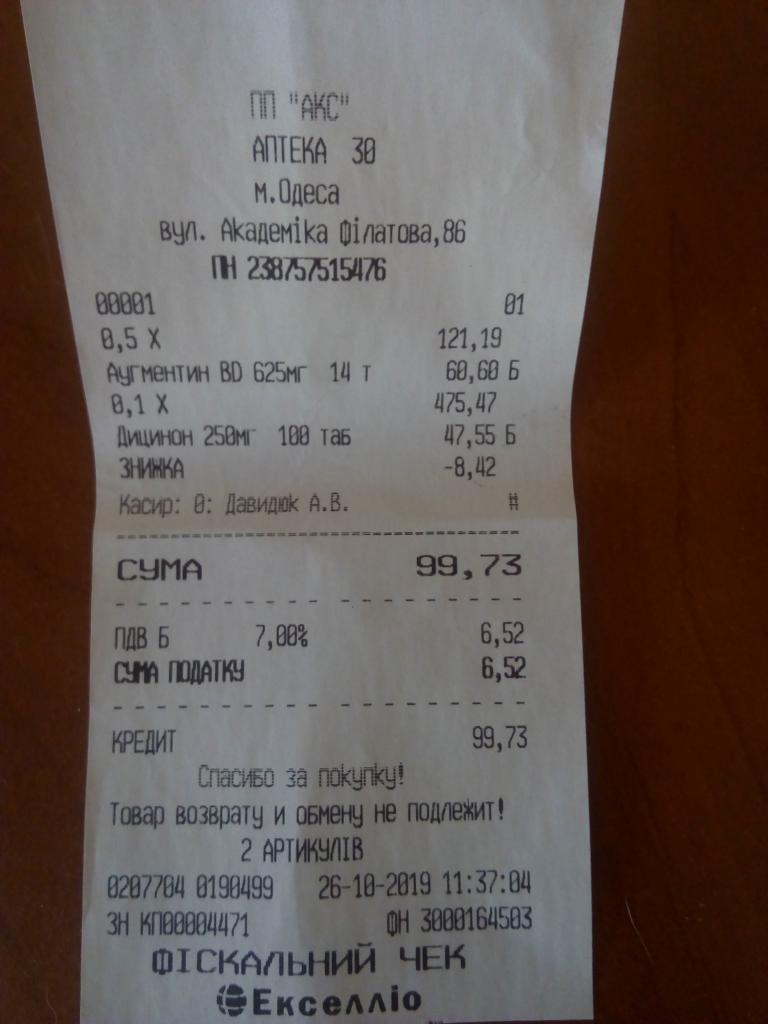 ПП "АКС"
АПТЕКА 30
м.Одеса
вул. Академіка Філатова,86
ПН 238757515476
00001 01
0,5 X 121,19
Аугментин BD 625мг 14 т 60,60 Б
0,1 X 475,47
Дицинон 250мг 100 таб 47,55 Б
ЗНИЖКА -8,42
Касир: 0: Давидюк А.В. #
СУМА 99,73
ПДВ Б 7,00% 6,52
СУМА ПОДАТКУ 6,52
КРЕДИТ 99,73
Спасибо за покупку!
Товар возврату и обмену не подлежит!
2 АРТИКУЛІВ
0207704 0190499 26-10-2019 11:37:04
ЗН КП00004471 ФН 3000164503
ФІСКАЛЬНИЙ ЧЕК
Екселліо